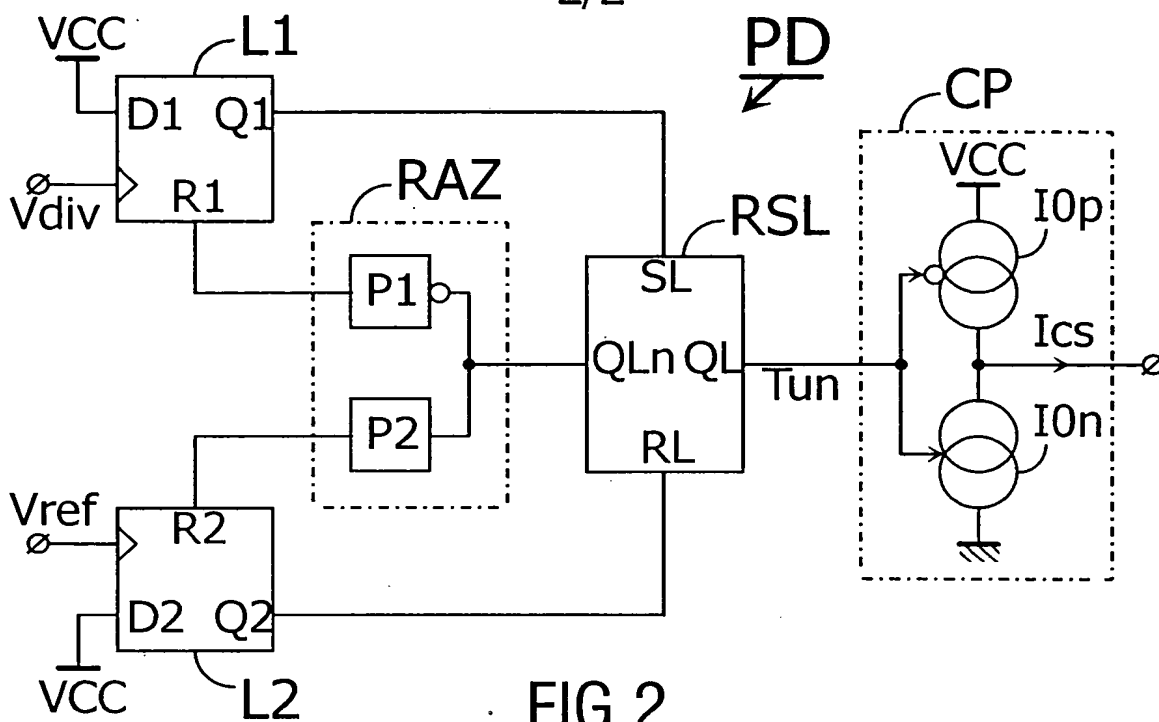 2/2
VCC
L1
PD
D1 Q1
CP
Vdiv
R1
RAZ
VCC
RSL
I0p
P1
SL
Ics
QLn QL
Tun
P2
RL
I0n
Vref
R2
D2 Q2
VCC
L2
FIG.2